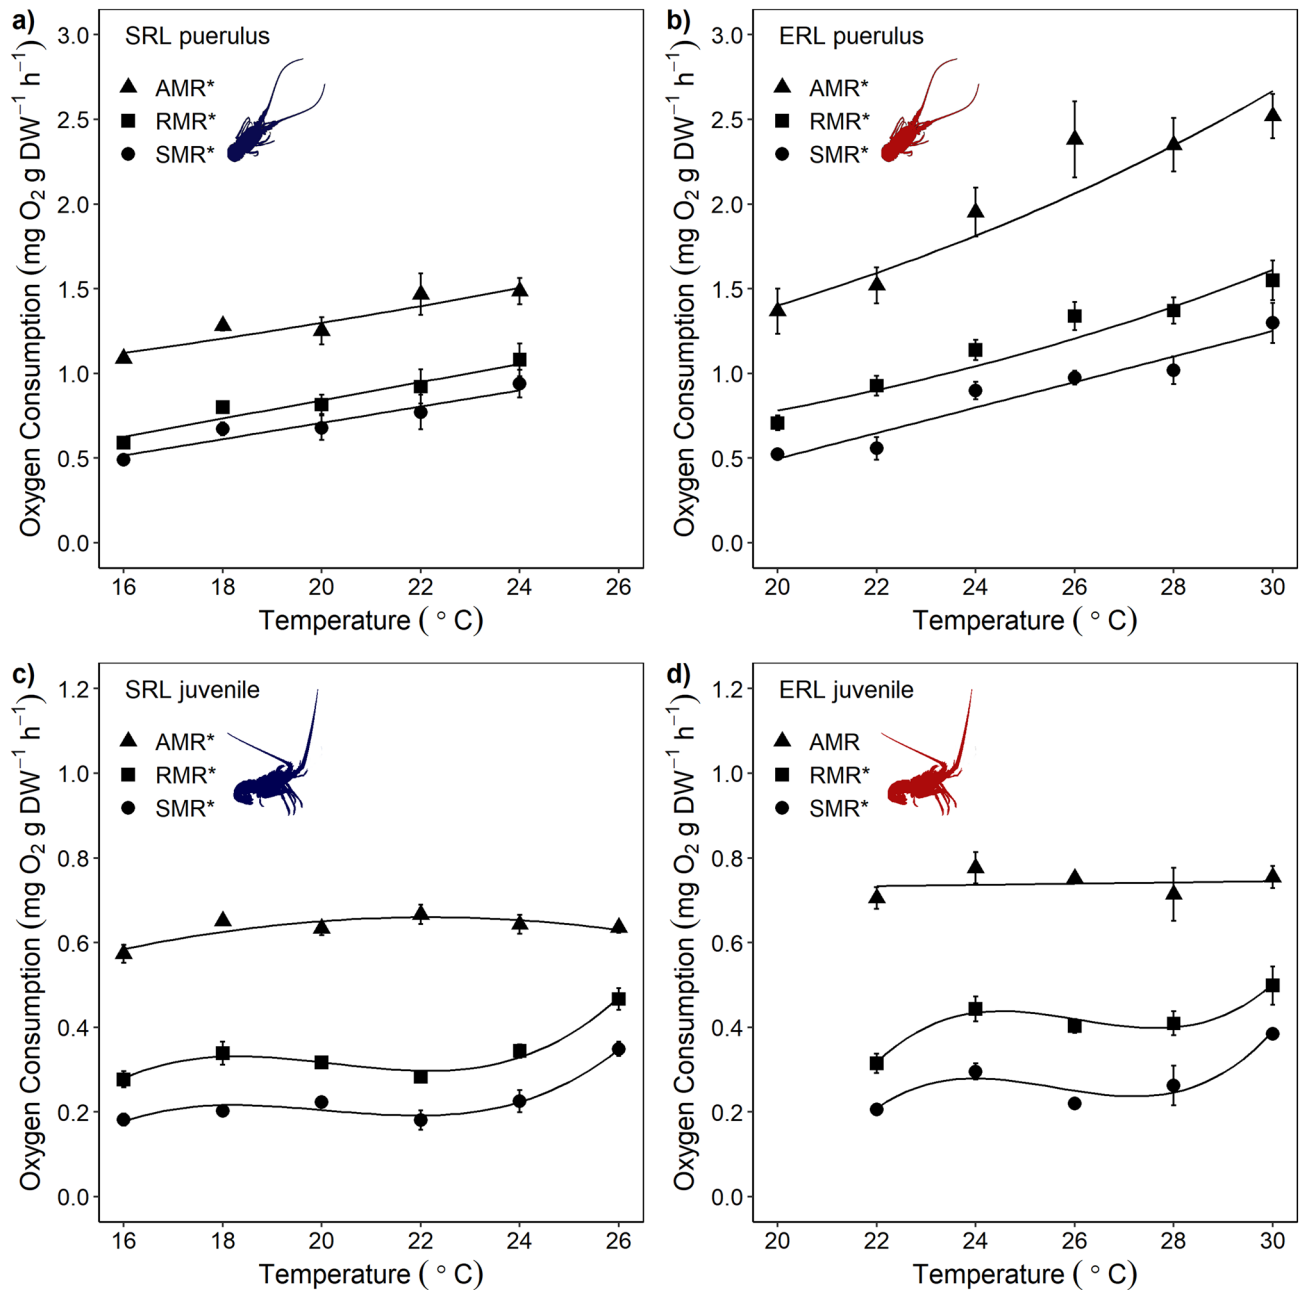 a)
SRL puerulus
AMR*
RMR*
SMR*
3.0
2.5
2.0
1.5
1.0
0.5
0.0
Oxygen Consumption (mg O₂ g DW⁻¹ h⁻¹)
16 18 20 22 24 26
Temperature ( ° C)
b)
ERL puerulus
AMR*
RMR*
SMR*
3.0
2.5
2.0
1.5
1.0
0.5
0.0
Oxygen Consumption (mg O₂ g DW⁻¹ h⁻¹)
20 22 24 26 28 30
Temperature ( ° C)
c)
SRL juvenile
AMR*
RMR*
SMR*
1.2
1.0
0.8
0.6
0.4
0.2
0.0
Oxygen Consumption (mg O₂ g DW⁻¹ h⁻¹)
16 18 20 22 24 26
Temperature ( ° C)
d)
ERL juvenile
AMR
RMR*
SMR*
1.2
1.0
0.8
0.6
0.4
0.2
0.0
Oxygen Consumption (mg O₂ g DW⁻¹ h⁻¹)
20 22 24 26 28 30
Temperature ( ° C)